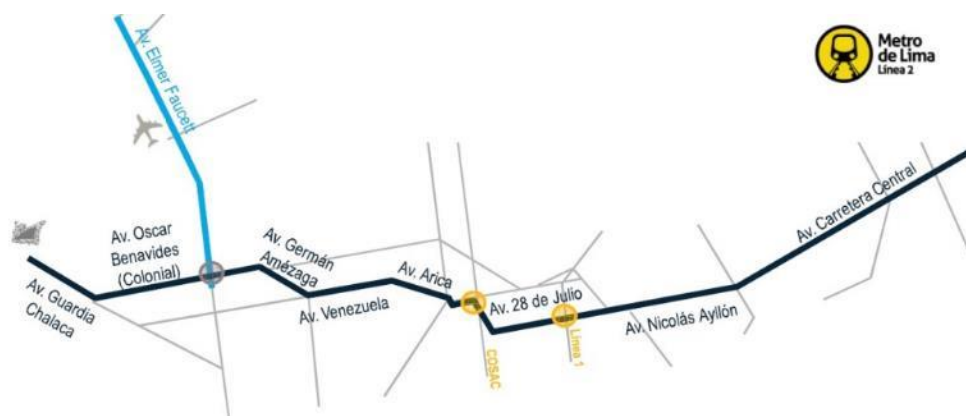 Metro
de Lima
Línea 2
Av. Elmer Faucett
Av. Oscar
Benavides
(Colonial)
Av. Guardia
Chalaca
Av. Germán
Amézaga
Av. Venezuela
Av. Arica
Av. 28 de Julio
COSAC
Línea 1
Av. Nicolás Ayllón
Av. Carretera Central